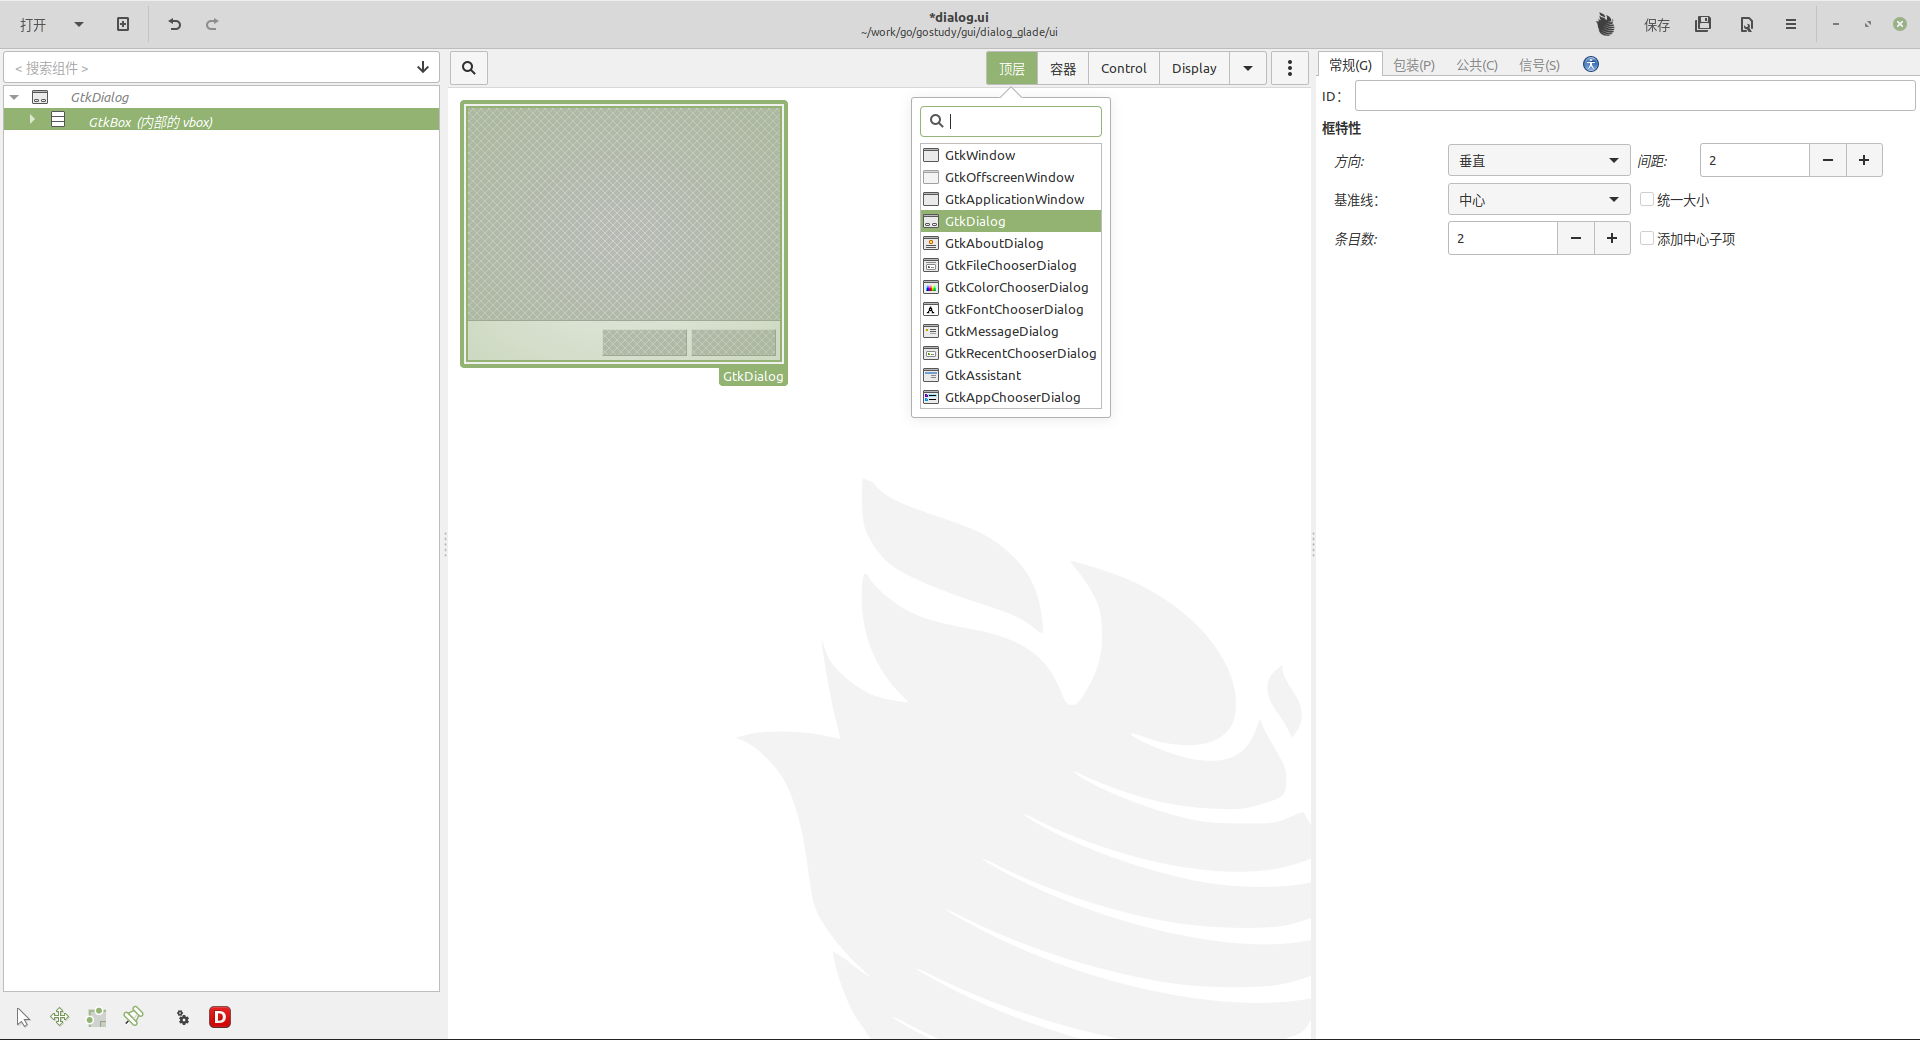 打开
*dialog.ui
~/work/go/gostudy/gui/dialog_glade/ui
保存
< 搜索组件 >
GtkDialog
GtkBox (内部的 vbox)
顶层
容器
Control
Display
GtkDialog
GtkWindow
GtkOffscreenWindow
GtkApplicationWindow
GtkDialog
GtkAboutDialog
GtkFileChooserDialog
GtkColorChooserDialog
GtkFontChooserDialog
GtkMessageDialog
GtkRecentChooserDialog
GtkAssistant
GtkAppChooserDialog
常规(G)
包装(P)
公共(C)
信号(S)
ID：
框特性
方向:
垂直
间距:
2
基准线：
中心
统一大小
条目数:
2
添加中心子项
D